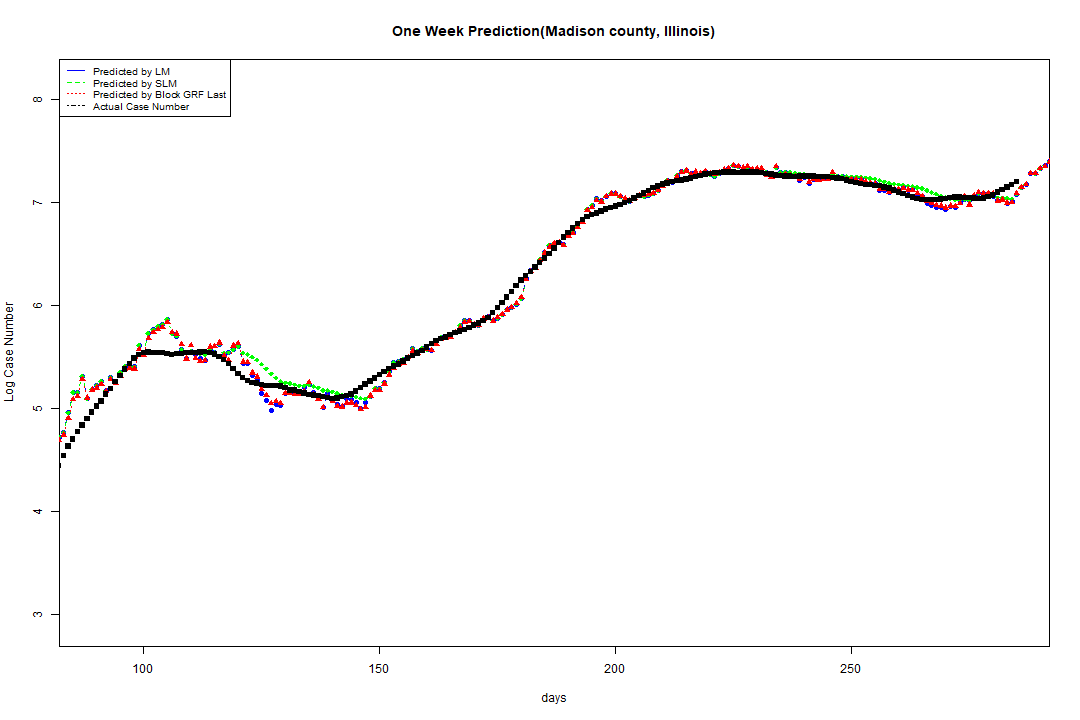 One Week Prediction(Madison county, Illinois)
Predicted by LM
Predicted by SLM
Predicted by Block GRF Last
Actual Case Number
8
7
6
5
4
3
Log Case Number
100
150
200
250
days